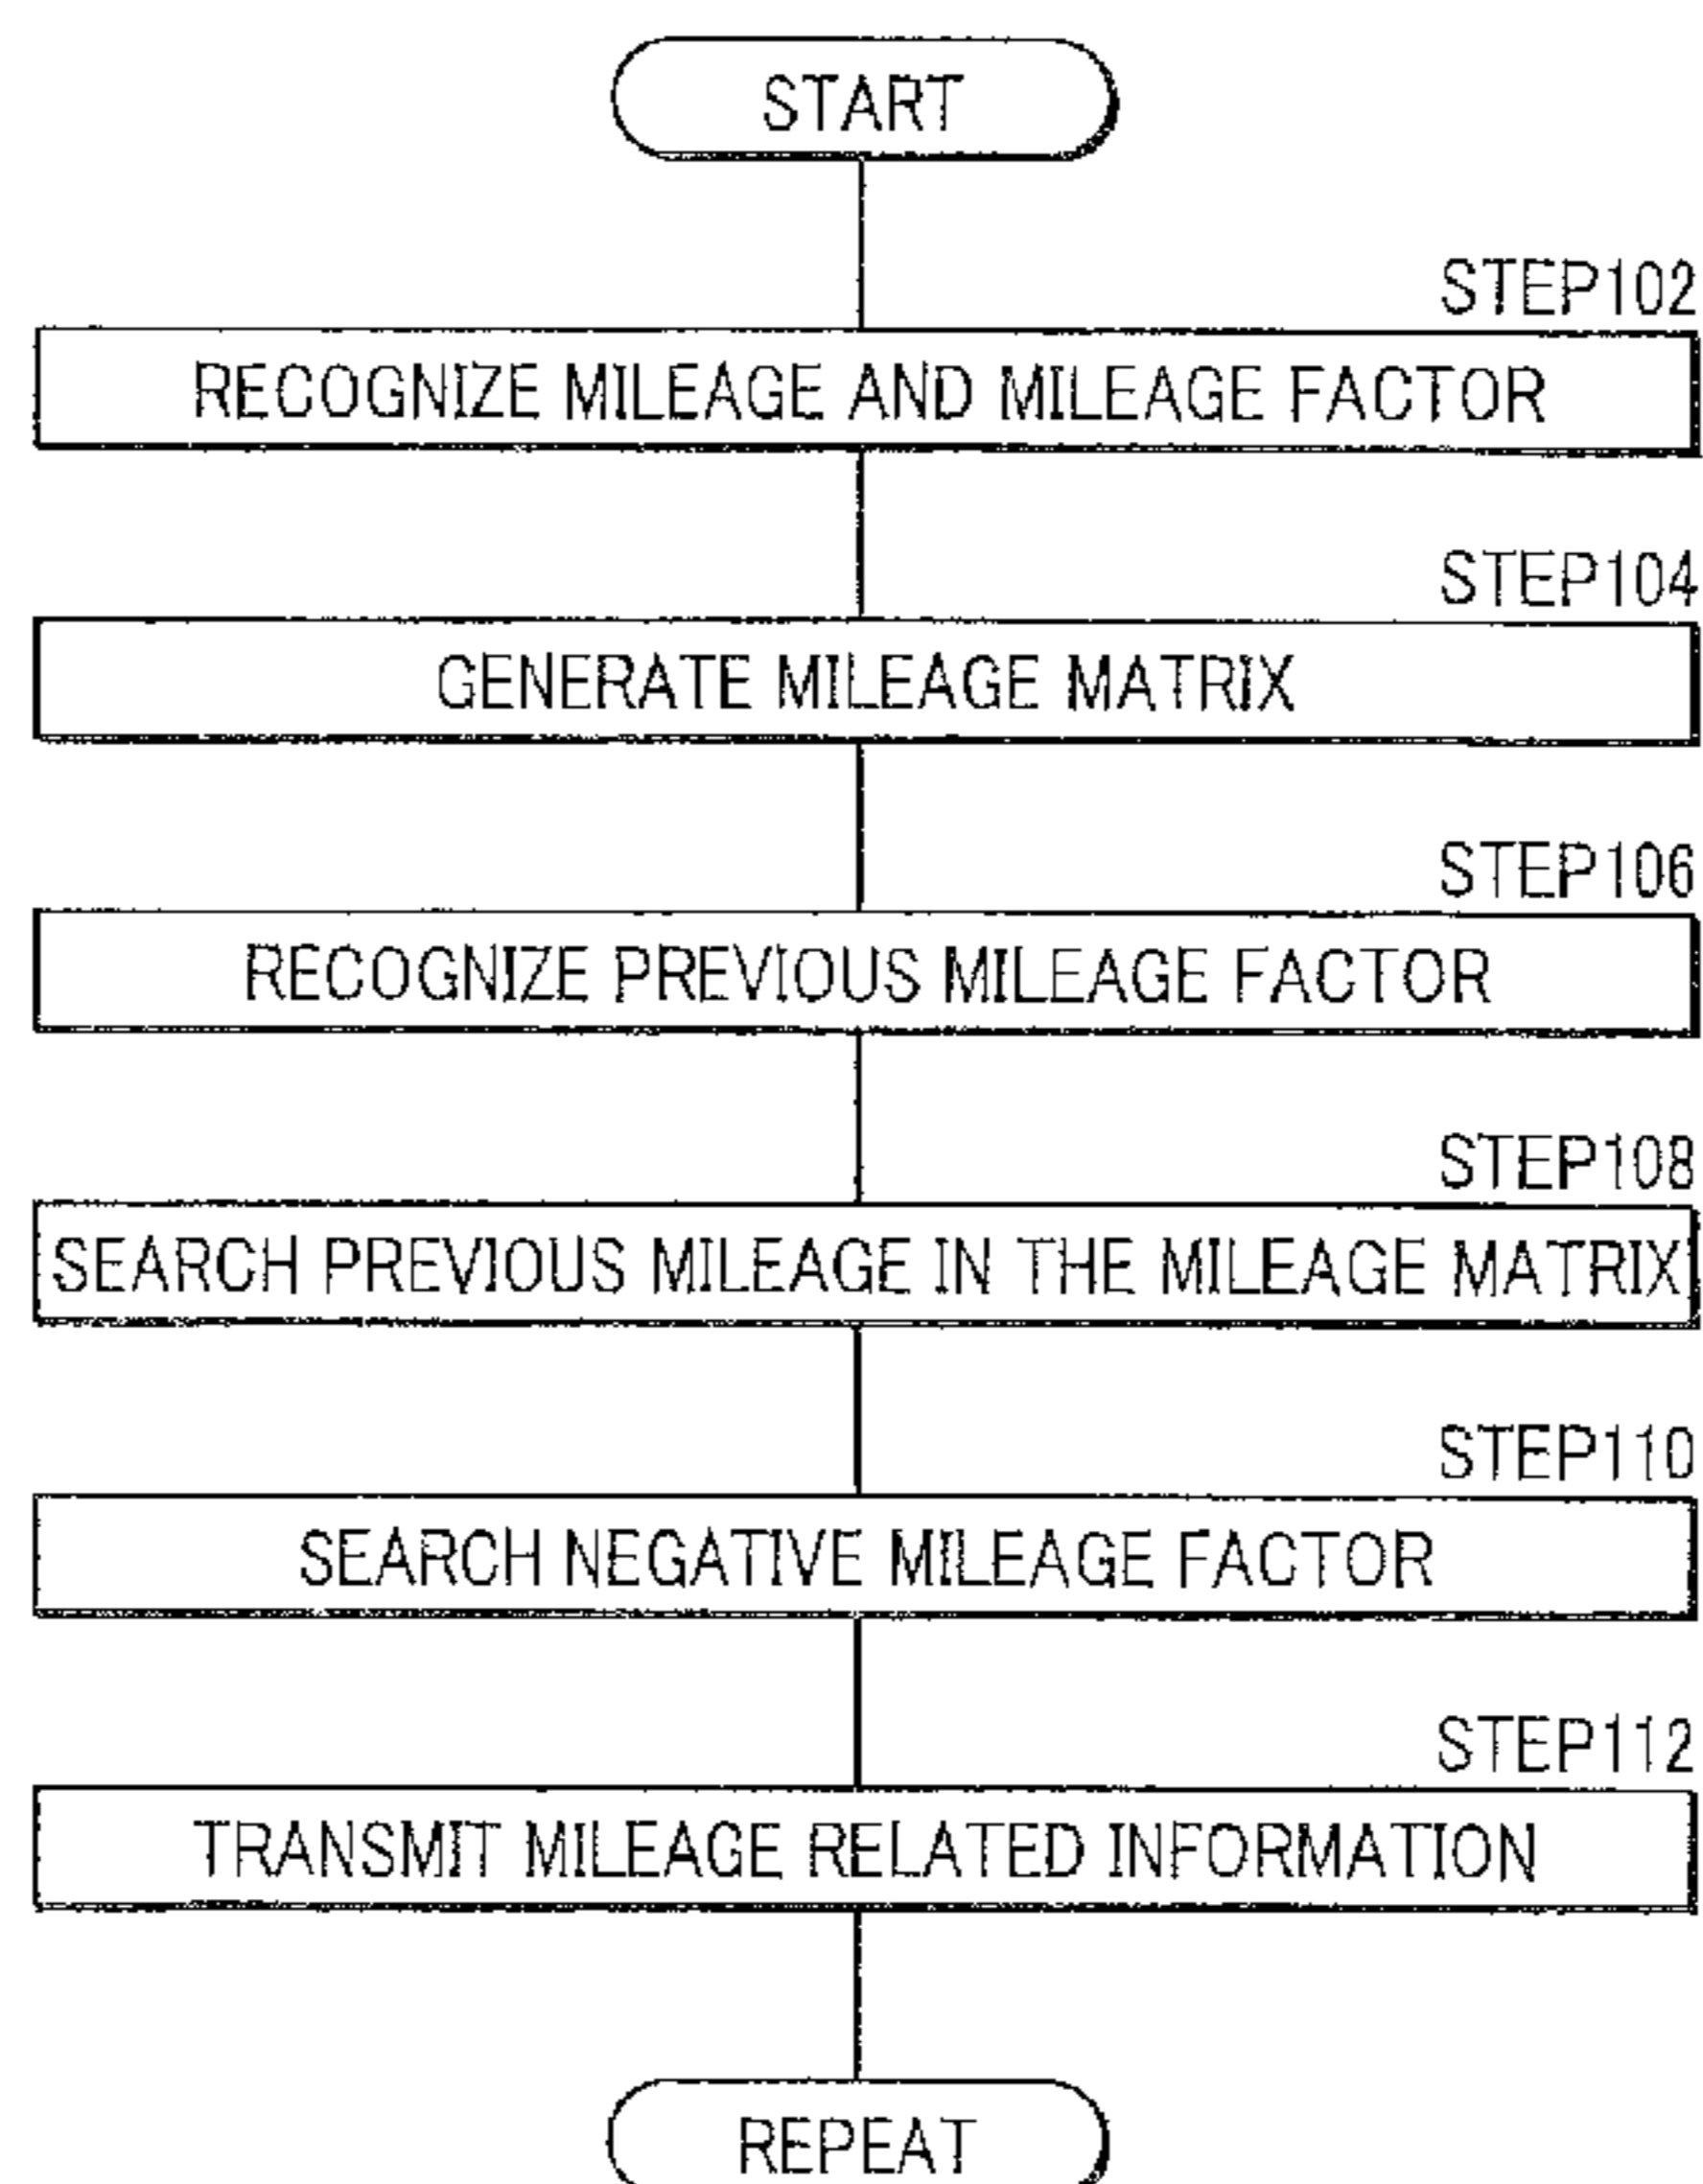 START
STEP102
RECOGNIZE MILEAGE AND MILEAGE FACTOR
STEP104
GENERATE MILEAGE MATRIX
STEP106
RECOGNIZE PREVIOUS MILEAGE FACTOR
STEP108
SEARCH PREVIOUS MILEAGE IN THE MILEAGE MATRIX
STEP110
SEARCH NEGATIVE MILEAGE FACTOR
STEP112
TRANSMIT MILEAGE RELATED INFORMATION
REPEAT